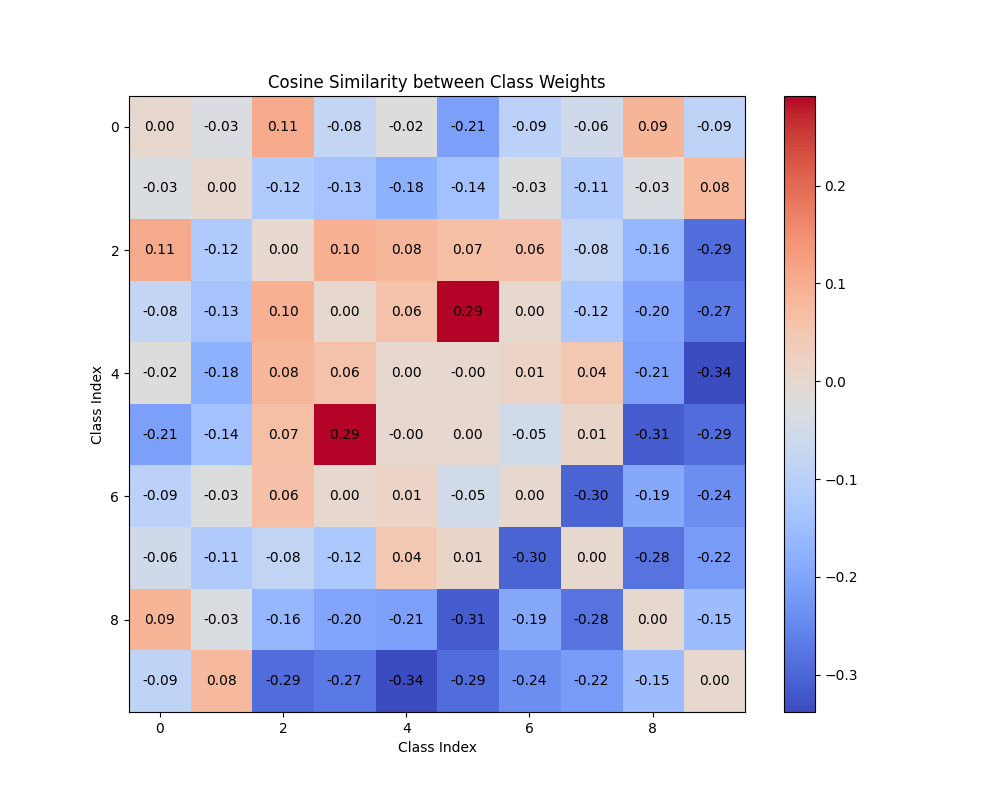 Cosine Similarity between Class Weights
0 0.00 -0.03 0.11 -0.08 -0.02 -0.21 -0.09 -0.06 0.09 -0.09
-0.03 0.00 -0.12 -0.13 -0.18 -0.14 -0.03 -0.11 -0.03 0.08
2 0.11 -0.12 0.00 0.10 0.08 0.07 0.06 -0.08 -0.16 -0.29
-0.08 -0.13 0.10 0.00 0.06 0.29 0.00 -0.12 -0.20 -0.27
4 -0.02 -0.18 0.08 0.06 0.00 -0.00 0.01 0.04 -0.21 -0.34
-0.21 -0.14 0.07 0.29 -0.00 0.00 -0.05 0.01 -0.31 -0.29
6 -0.09 -0.03 0.06 0.00 0.01 -0.05 0.00 -0.30 -0.19 -0.24
-0.06 -0.11 -0.08 -0.12 0.04 0.01 -0.30 0.00 -0.28 -0.22
8 0.09 -0.03 -0.16 -0.20 -0.21 -0.31 -0.19 -0.28 0.00 -0.15
-0.09 0.08 -0.29 -0.27 -0.34 -0.29 -0.24 -0.22 -0.15 0.00
0 2 4 6 8
Class Index
Class Index
0.2
0.1
0.0
−0.1
−0.2
−0.3